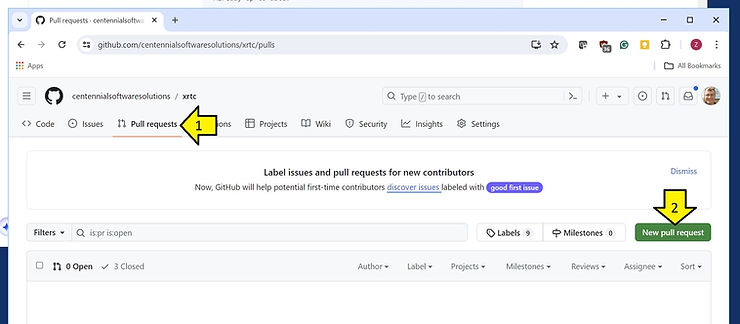 Pull requests · centennialsoftw
github.com/centennialsoftwaresolutions/xrtc/pulls
36
Z
Apps
All Bookmarks
centennialsoftwaresolutions / xrtc
Type / to search
<> Code Issues Pull requests 1 Projects Wiki Security Insights Settings
Label issues and pull requests for new contributors
Dismiss
Now, GitHub will help potential first-time contributors discover issues labeled with good first issue
2
Filters is:pr is:open Labels 9 Milestones 0 New pull request
0 Open 3 Closed Author Label Projects Milestones Reviews Assignee Sort